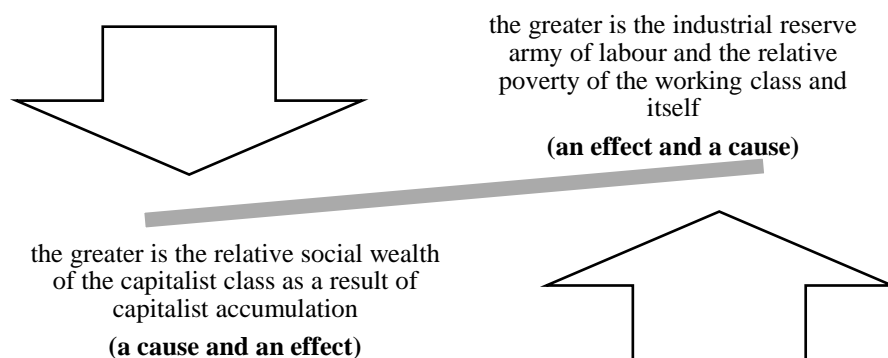 the greater is the industrial reserve
army of labour and the relative
poverty of the working class and
itself
(an effect and a cause)
the greater is the relative social wealth
of the capitalist class as a result of
capitalist accumulation
(a cause and an effect)